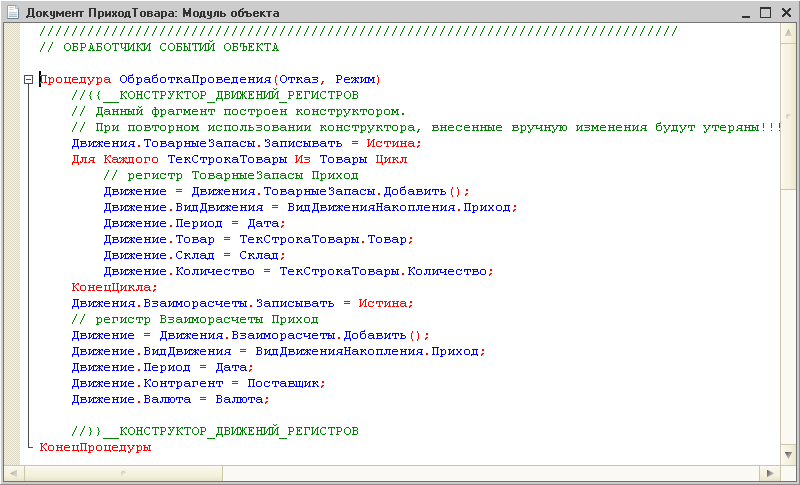 Документ ПриходТовара: Модуль объекта
////////////////////////////////////////////////////////////////////////////////
// ОБРАБОТЧИКИ СОБЫТИЙ ОБЪЕКТА
Процедура ОбработкаПроведения(Отказ, Режим)
//{{__КОНСТРУКТОР_ДВИЖЕНИЙ_РЕГИСТРОВ
// Данный фрагмент построен конструктором.
// При повторном использовании конструктора, внесенные вручную изменения будут утеряны!!!
Движения.ТоварныеЗапасы.Записывать = Истина;
Для Каждого ТекСтрокаТовары Из Товары Цикл
// регистр ТоварныеЗапасы Приход
Движение = Движения.ТоварныеЗапасы.Добавить();
Движение.ВидДвижения = ВидДвиженияНакопления.Приход;
Движение.Период = Дата;
Движение.Товар = ТекСтрокаТовары.Товар;
Движение.Склад = Склад;
Движение.Количество = ТекСтрокаТовары.Количество;
КонецЦикла;
Движения.Взаиморасчеты.Записывать = Истина;
// регистр Взаиморасчеты Приход
Движение = Движения.Взаиморасчеты.Добавить();
Движение.ВидДвижения = ВидДвиженияНакопления.Приход;
Движение.Период = Дата;
Движение.Контрагент = Поставщик;
Движение.Валюта = Валюта;
//}}__КОНСТРУКТОР_ДВИЖЕНИЙ_РЕГИСТРОВ
КонецПроцедуры